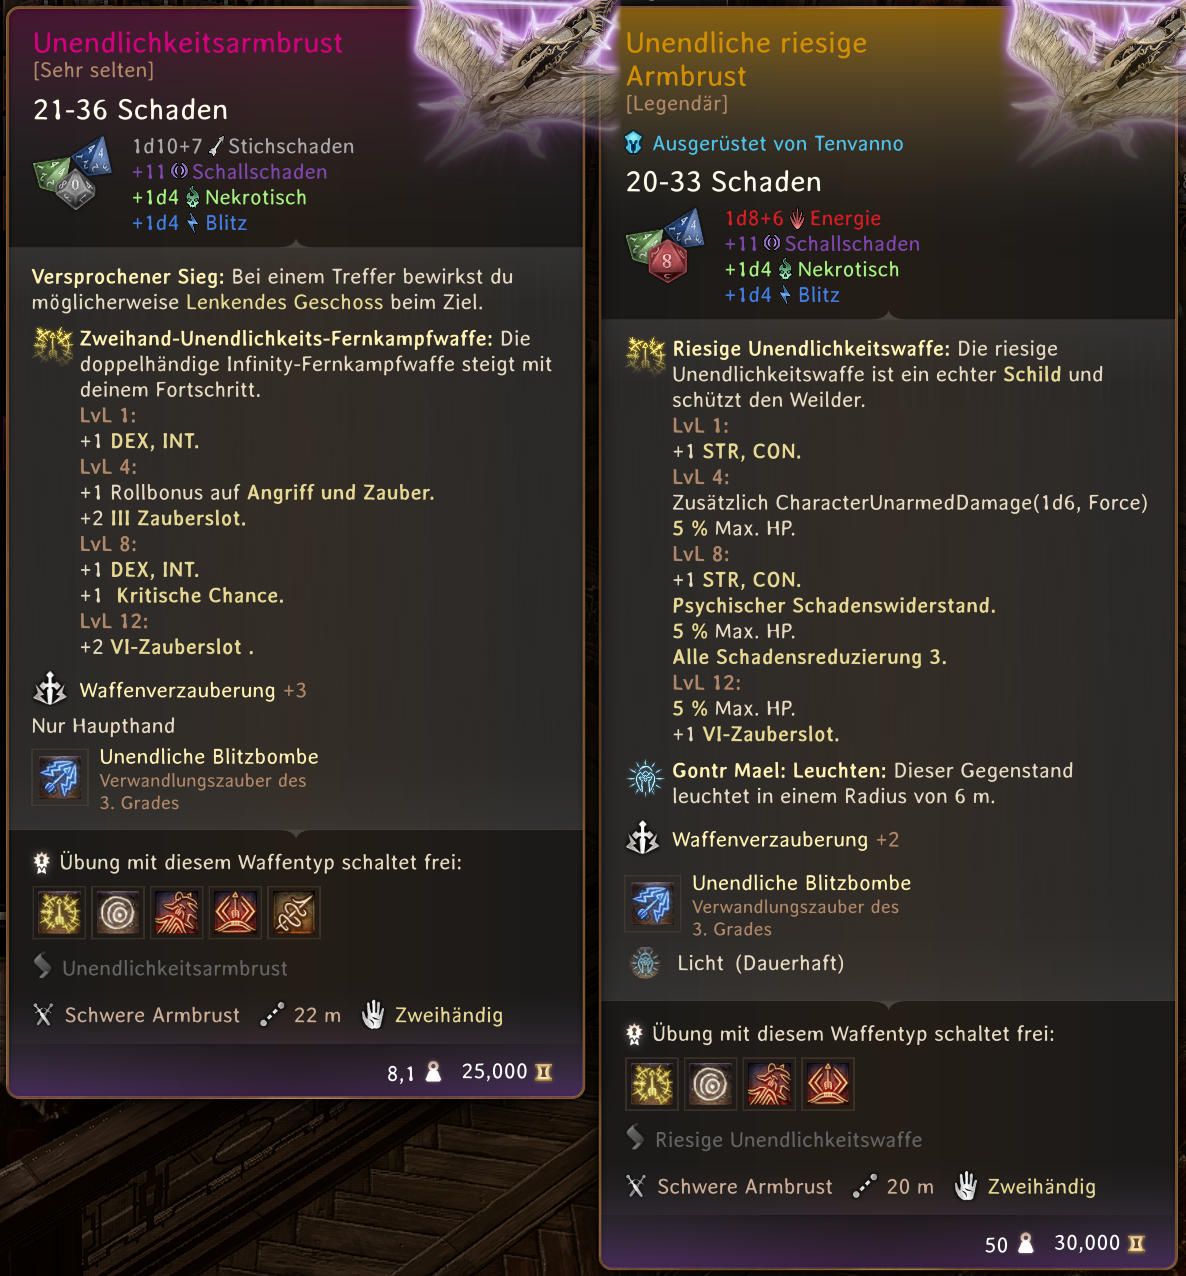 Unendlichkeitsarmbrust
[Sehr selten]
21-36 Schaden
1d10+7 Stichschaden
+11 Schallschaden
+1d4 Nekrotisch
+1d4 Blitz
Versprochener Sieg: Bei einem Treffer bewirkst du
möglicherweise Lenkendes Geschoss beim Ziel.
Zweihand-Unendlichkeits-Fernkampfwaffe: Die
doppelhändige Infinity-Fernkampfwaffe steigt mit
deinem Fortschritt.
LvL 1:
+1 DEX, INT.
LvL 4:
+1 Rollbonus auf Angriff und Zauber.
+2 III Zauberslot.
LvL 8:
+1 DEX, INT.
+1 Kritische Chance.
LvL 12:
+2 VI-Zauberslot .
Waffenverzauberung +3
Nur Haupthand
Unendliche Blitzbombe
Verwandlungszauber des
3. Grades
Übung mit diesem Waffentyp schaltet frei:
Unendlichkeitsarmbrust
Schwere Armbrust 22 m Zweihändig
8,1 25,000
Unendliche riesige
Armbrust
[Legendär]
Ausgerüstet von Tenvanno
20-33 Schaden
1d8+6 Energie
+11 Schallschaden
+1d4 Nekrotisch
+1d4 Blitz
Riesige Unendlichkeitswaffe: Die riesige
Unendlichkeitswaffe ist ein echter Schild und
schützt den Weilder.
LvL 1:
+1 STR, CON.
LvL 4:
Zusätzlich CharacterUnarmedDamage(1d6, Force)
5 % Max. HP.
LvL 8:
+1 STR, CON.
Psychischer Schadenswiderstand.
5 % Max. HP.
Alle Schadensreduzierung 3.
LvL 12:
5 % Max. HP.
+1 VI-Zauberslot.
Gontr Mael: Leuchten: Dieser Gegenstand
leuchtet in einem Radius von 6 m.
Waffenverzauberung +2
Unendliche Blitzbombe
Verwandlungszauber des
3. Grades
Licht (Dauerhaft)
Übung mit diesem Waffentyp schaltet frei:
Riesige Unendlichkeitswaffe
Schwere Armbrust 20 m Zweihändig
50 30,000